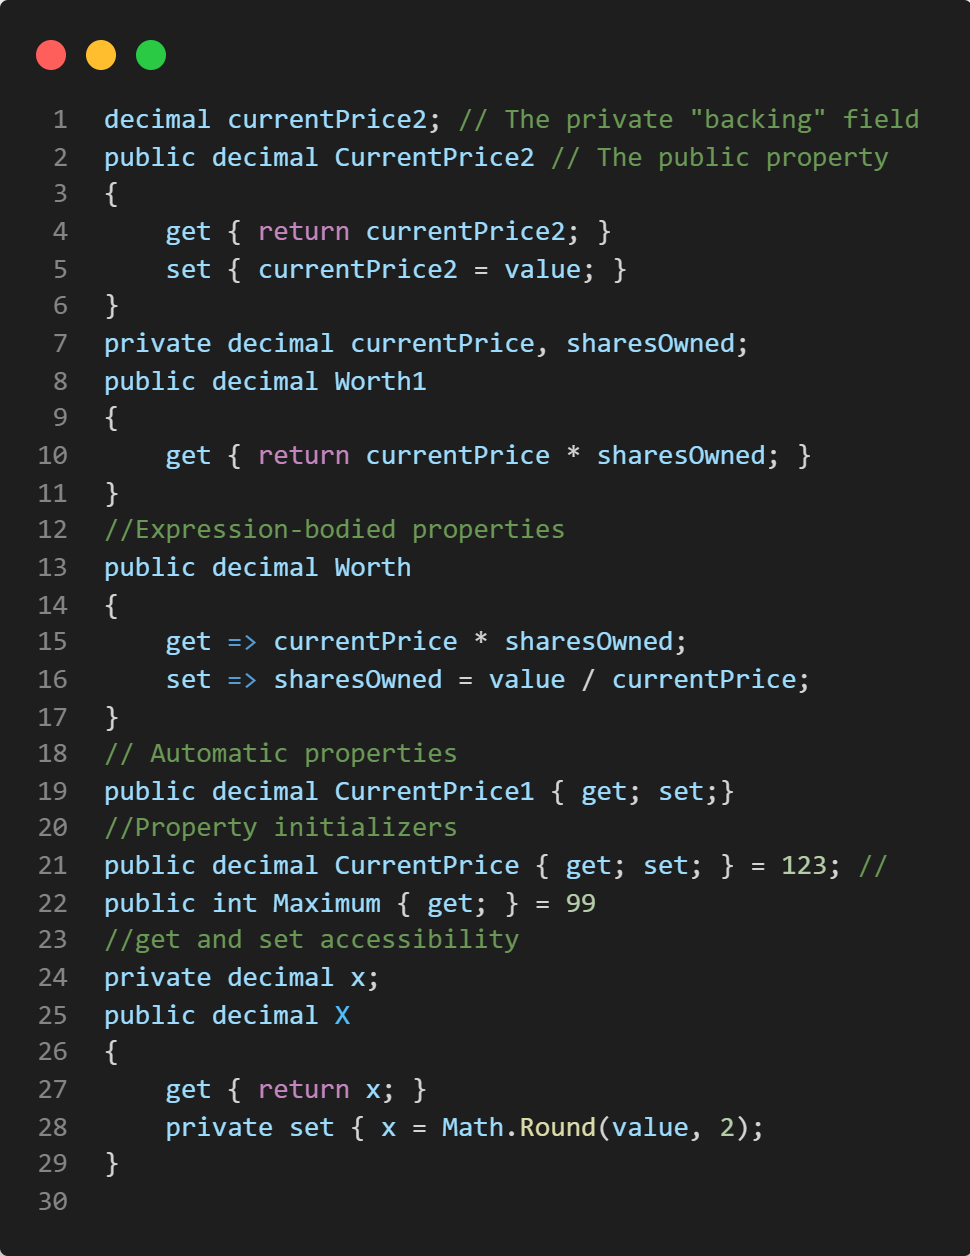 1 decimal currentPrice2; // The private "backing" field
2 public decimal CurrentPrice2 // The public property
3 {
4     get { return currentPrice2; }
5     set { currentPrice2 = value; }
6 }
7 private decimal currentPrice, sharesOwned;
8 public decimal Worth1
9 {
10     get { return currentPrice * sharesOwned; }
11 }
12 //Expression-bodied properties
13 public decimal Worth
14 {
15     get => currentPrice * sharesOwned;
16     set => sharesOwned = value / currentPrice;
17 }
18 // Automatic properties
19 public decimal CurrentPrice1 { get; set;}
20 //Property initializers
21 public decimal CurrentPrice { get; set; } = 123; //
22 public int Maximum { get; } = 99
23 //get and set accessibility
24 private decimal x;
25 public decimal X
26 {
27     get { return x; }
28     private set { x = Math.Round(value, 2);
29 }
30